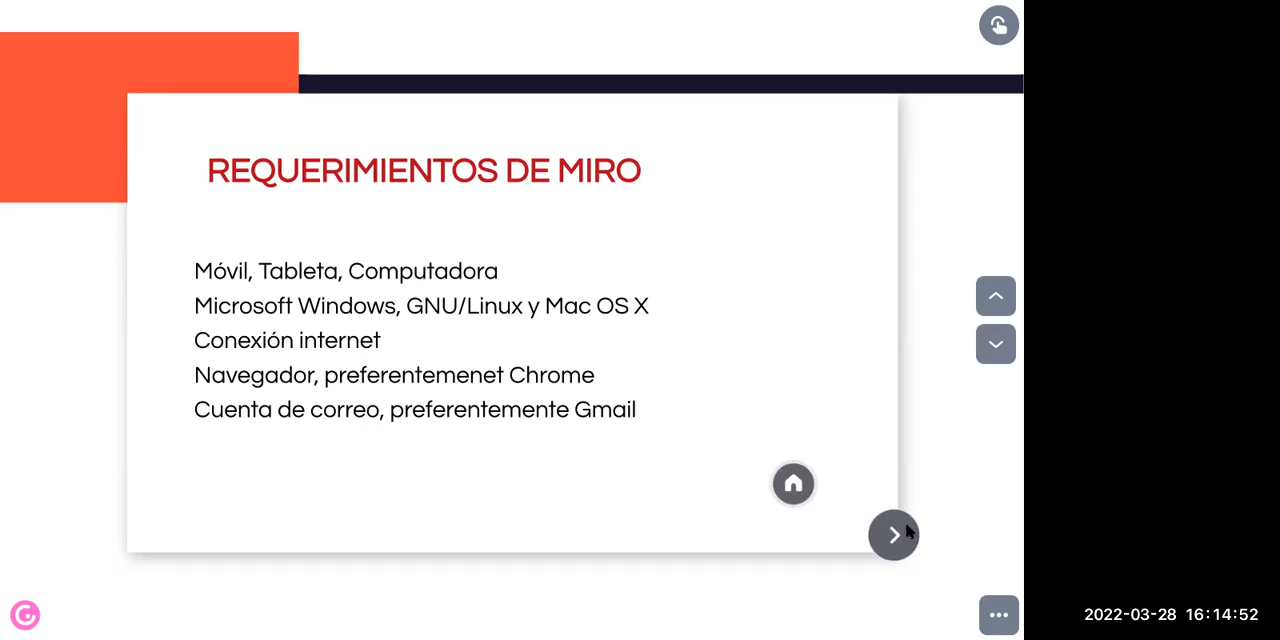 REQUERIMIENTOS DE MIRO
Móvil, Tableta, Computadora
Microsoft Windows, GNU/Linux y Mac OS X
Conexión internet
Navegador, preferentemenet Chrome
Cuenta de correo, preferentemente Gmail
2022-03-28 16:14:52